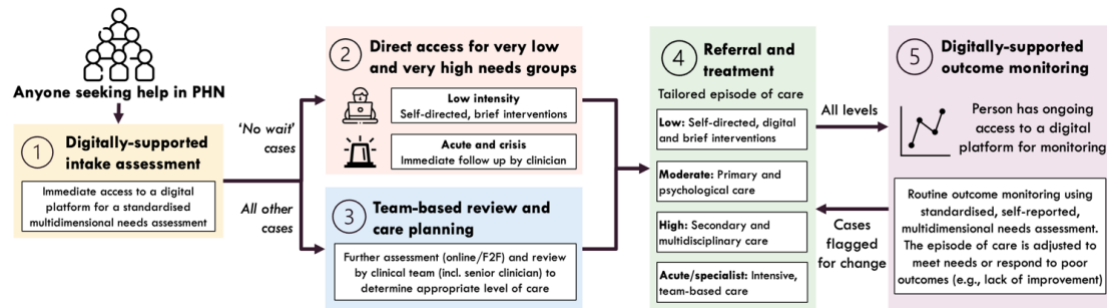 Anyone seeking help in PHN
1
Digitally-supported
intake assessment
Immediate access to a digital
platform for a standardised
multidimensional needs assessment
'No wait'
cases
All other
cases
2
Direct access for very low
and very high needs groups
Low intensity
Self-directed, brief interventions
Acute and crisis
Immediate follow up by clinician
3
Team-based review and
care planning
Further assessment (online/F2F) and review
by clinical team (incl. senior clinician) to
determine appropriate level of care
4
Referral and
treatment
Tailored episode of care
Low: Self-directed, digital
and brief interventions
Moderate: Primary and
psychological care
High: Secondary and
multidisciplinary care
Acute/specialist: Intensive,
team-based care
All levels
Cases
flagged
for change
5
Digitally-supported
outcome monitoring
Person has ongoing
access to a digital
platform for monitoring
Routine outcome monitoring using
standardised, self-reported,
multidimensional needs assessment.
The episode of care is adjusted to
meet needs or respond to poor
outcomes (e.g., lack of improvement)